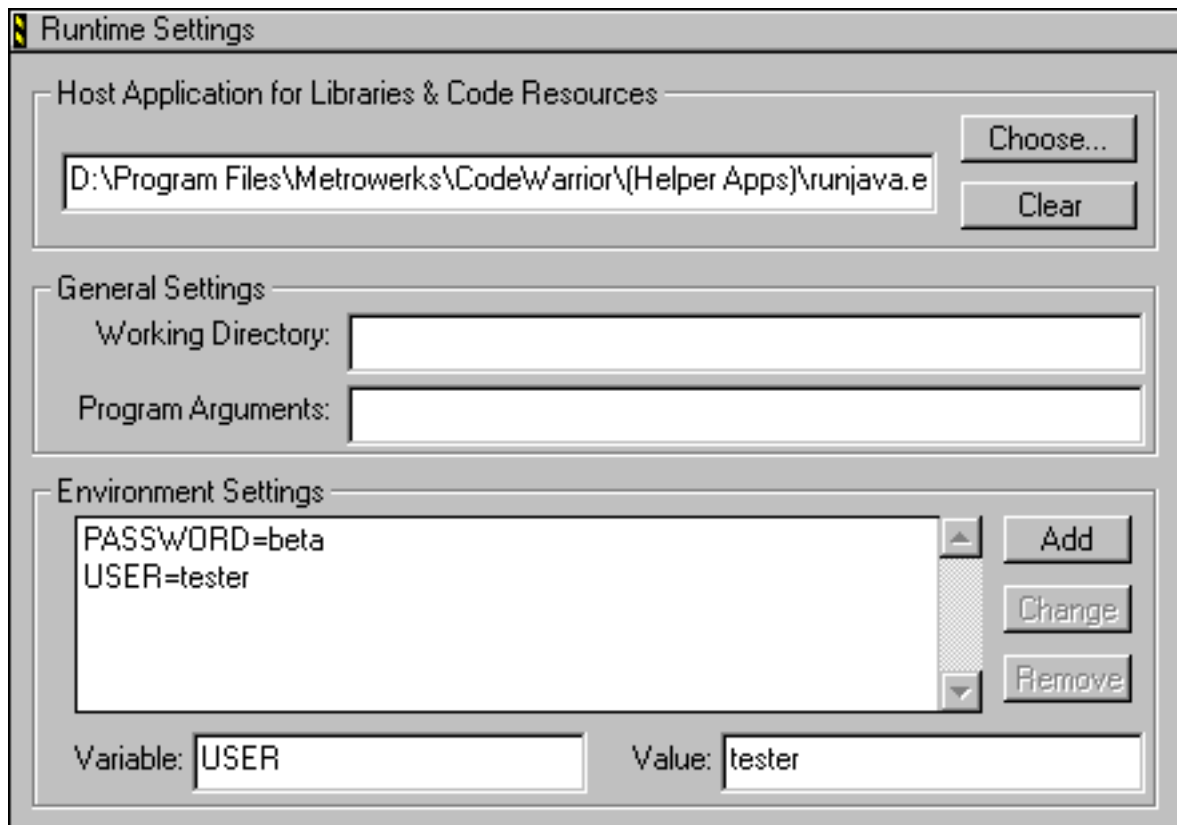 Runtime Settings
Host Application for Libraries & Code Resources
Choose...
D:\Program Files\Metrowerks\CodeWarrior\(Helper Apps)\runjava.e
Clear
General Settings
Working Directory:
Program Arguments:
Environment Settings
PASSWORD=beta
USER=tester
Add
Change
Remove
Variable: USER
Value: tester